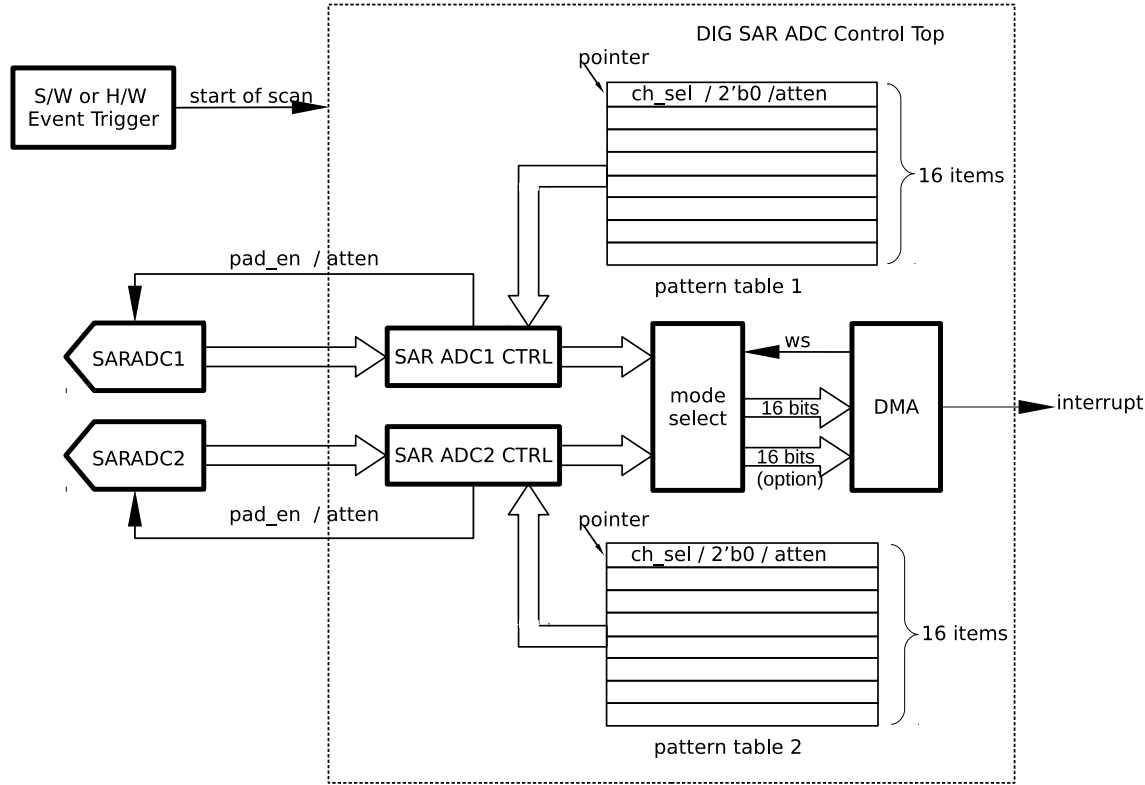 DIG SAR ADC Control Top
pointer
S/W or H/W
Event Trigger
start of scan
ch_sel / 2'b0 /atten
16 items
pad_en / atten
pattern table 1
SARADC1
SAR ADC1 CTRL
ws
mode
select
16 bits
DMA
interrupt
SARADC2
SAR ADC2 CTRL
16 bits
(option)
pad_en / atten
pointer
ch_sel / 2'b0 / atten
16 items
pattern table 2